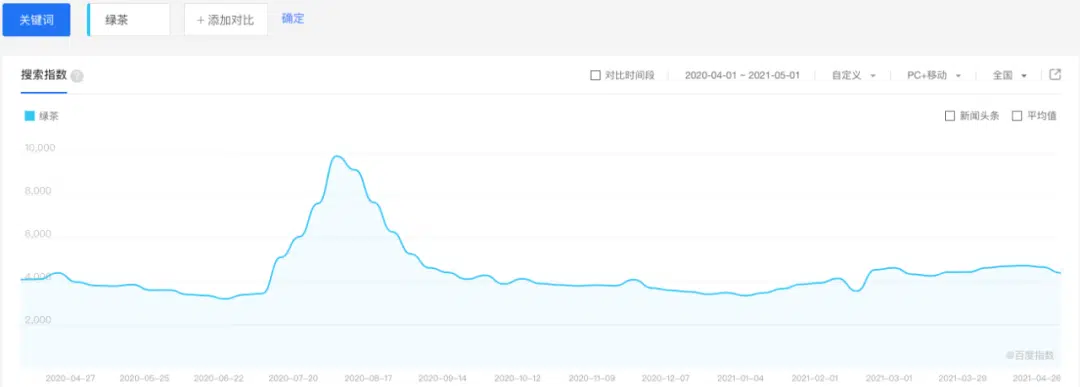 关键词 绿茶 + 添加对比 确定
搜索指数 ? 对比时间段 2020-04-01 ~ 2021-05-01 自定义 PC+移动 全国
绿茶 新闻头条 平均值
10,000
8,000
6,000
4,000
2,000
@百度指数
2020-04-27 2020-05-25 2020-06-22 2020-07-20 2020-08-17 2020-09-14 2020-10-12 2020-11-09 2020-12-07 2021-01-04 2021-02-01 2021-03-01 2021-03-29 2021-04-26